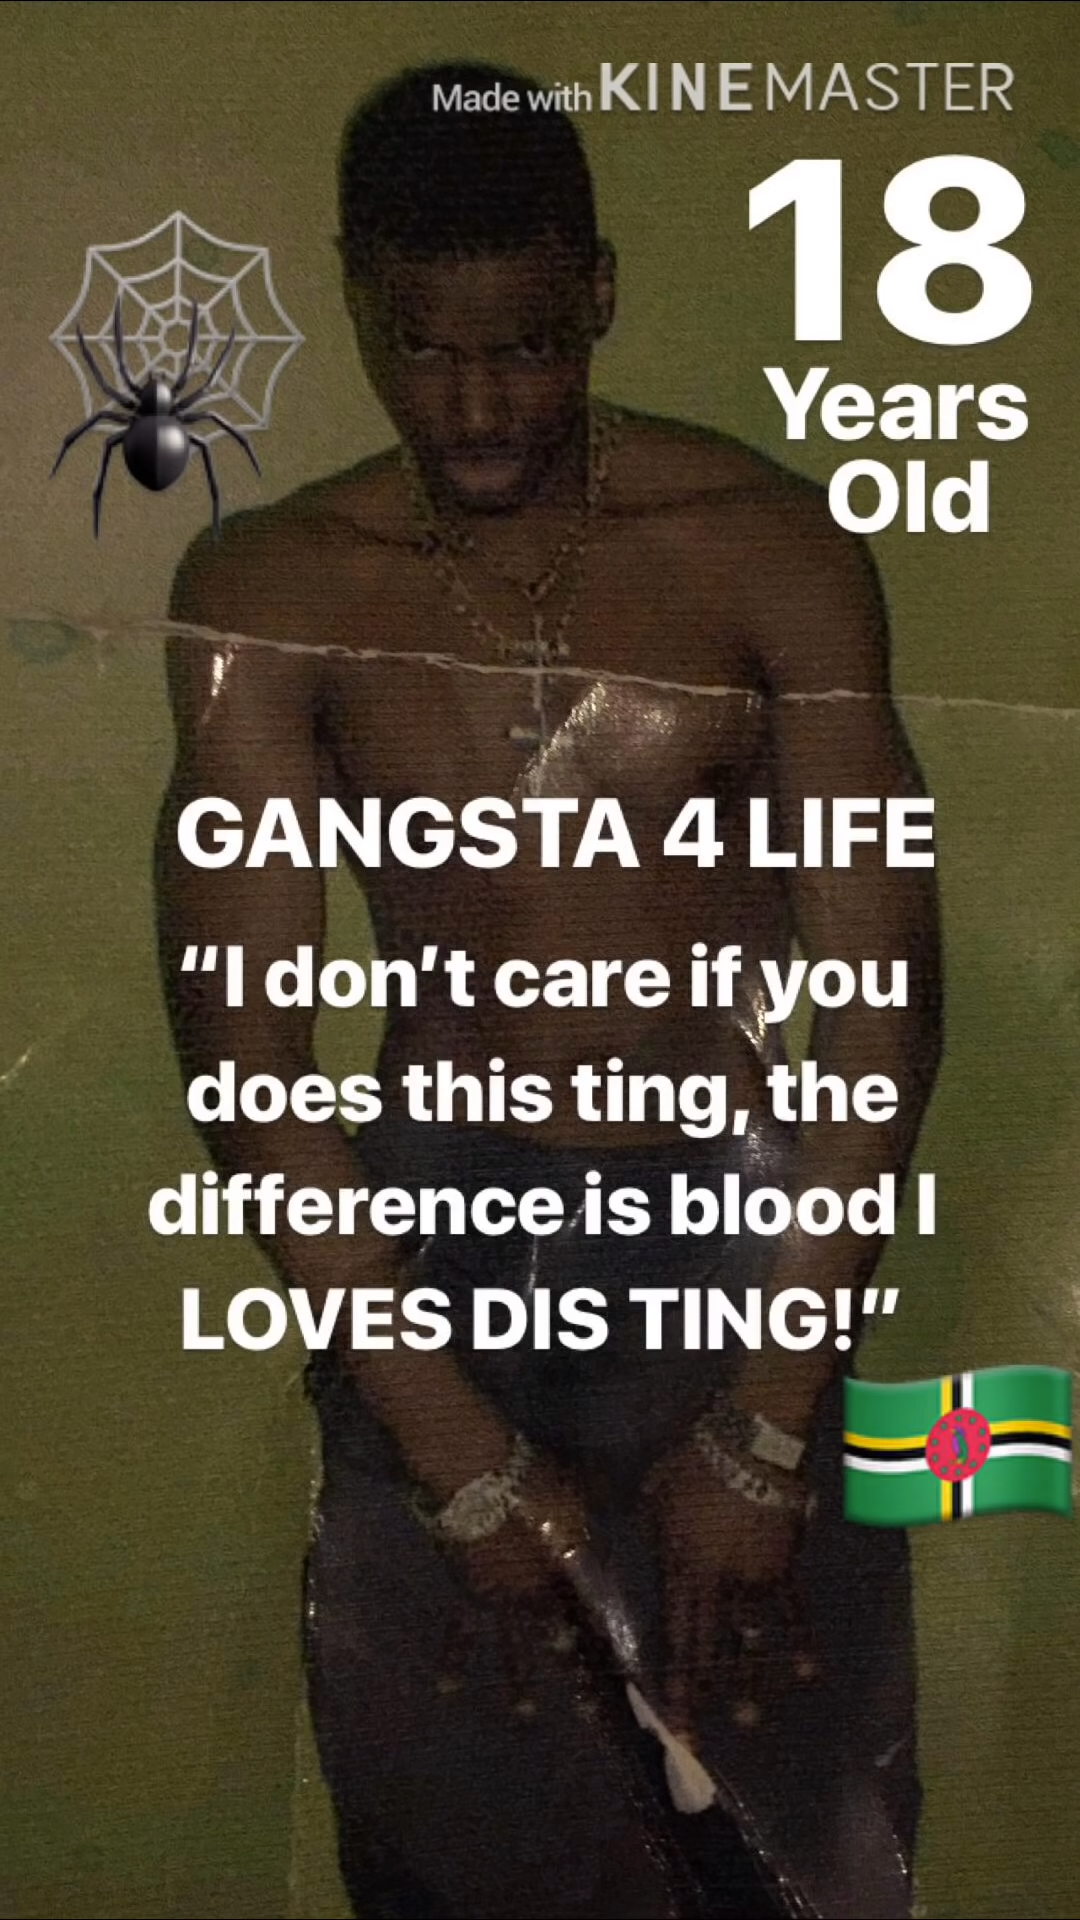 Made with KINEMASTER
18
Years
Old
GANGSTA 4 LIFE
“I don’t care if you
does this ting, the
difference is blood I
LOVES DIS TING!”